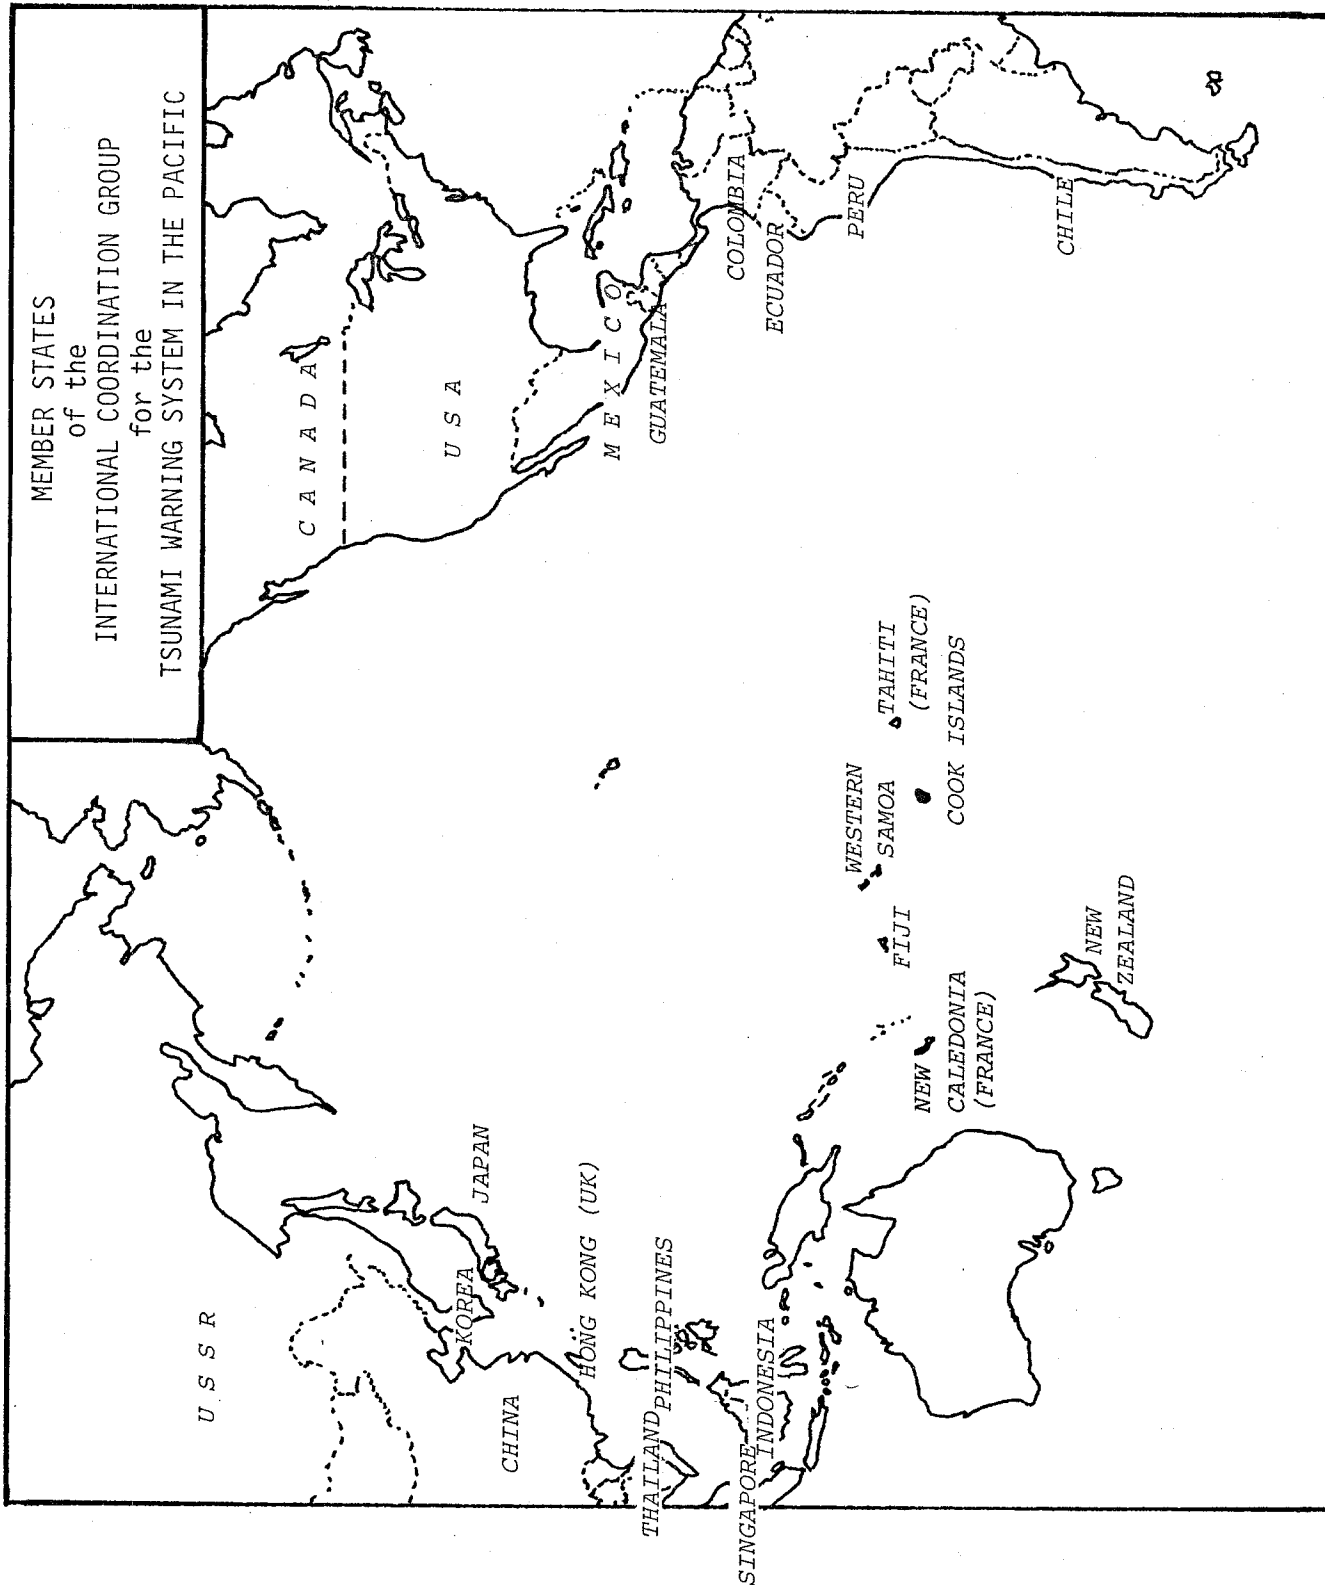 MEMBER STATES
of the
INTERNATIONAL COORDINATION GROUP
for the
TSUNAMI WARNING SYSTEM IN THE PACIFIC
U S S R
CANADA
USA
KOREA
JAPAN
CHINA
HONG KONG (UK)
MEXICO
GUATEMALA
THAILAND
PHILIPPINES
COLOMBIA
ECUADOR
SINGAPORE
INDONESIA
PERU
WESTERN
SAMOA
TAHITI
(FRANCE)
FIJI
COOK ISLANDS
NEW
CALEDONIA
(FRANCE)
CHILE
NEW
ZEALAND